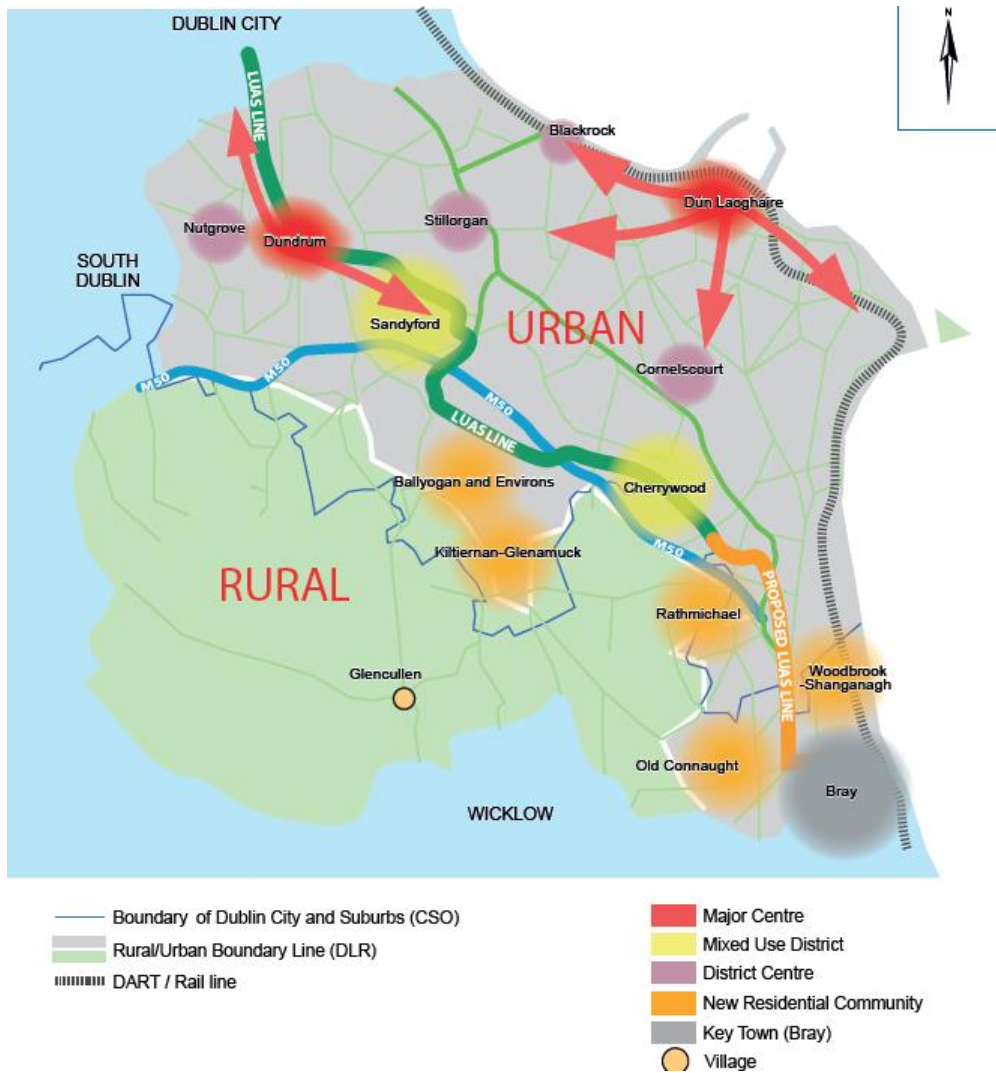 DUBLIN CITY
N
LUAS LINE
Blackrock
Dún Laoghaire
Nutgrove
Stillorgan
Dundrum
SOUTH
DUBLIN
Sandyford
URBAN
Cornelscourt
M50
M50
M50
LUAS LINE
Ballyogan and Environs
Cherrywood
Kiltiernan-Glenamuck
M50
RURAL
Rathmichael
PROPOSED LUAS LINE
Glencullen
Woodbrook
-Shanganagh
Old Connaught
Bray
WICKLOW
Boundary of Dublin City and Suburbs (CSO)
Rural/Urban Boundary Line (DLR)
DART / Rail line
Major Centre
Mixed Use District
District Centre
New Residential Community
Key Town (Bray)
Village